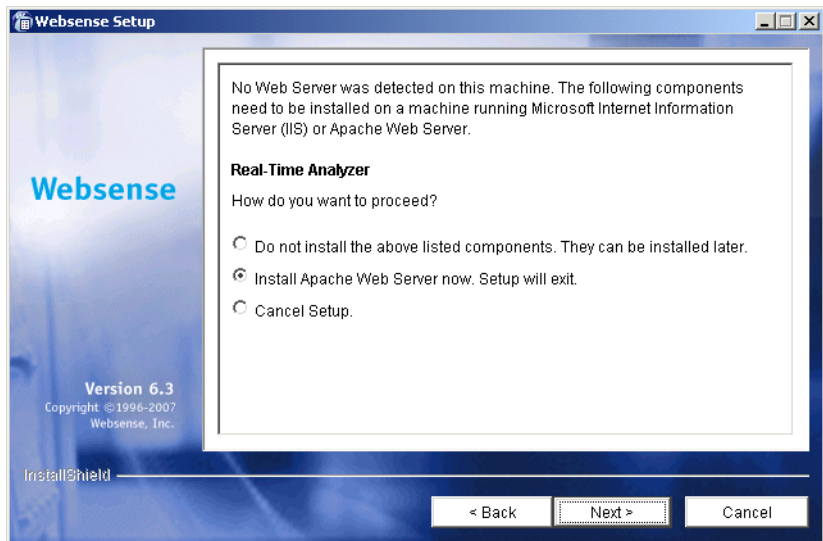 Websense Setup
No Web Server was detected on this machine. The following components
need to be installed on a machine running Microsoft Internet Information
Server (IIS) or Apache Web Server.
Real-Time Analyzer
How do you want to proceed?
Do not install the above listed components. They can be installed later.
Install Apache Web Server now. Setup will exit.
Cancel Setup.
Websense
Version 6.3
Copyright ©1996-2007
Websense, Inc.
InstallShield
< Back
Next >
Cancel